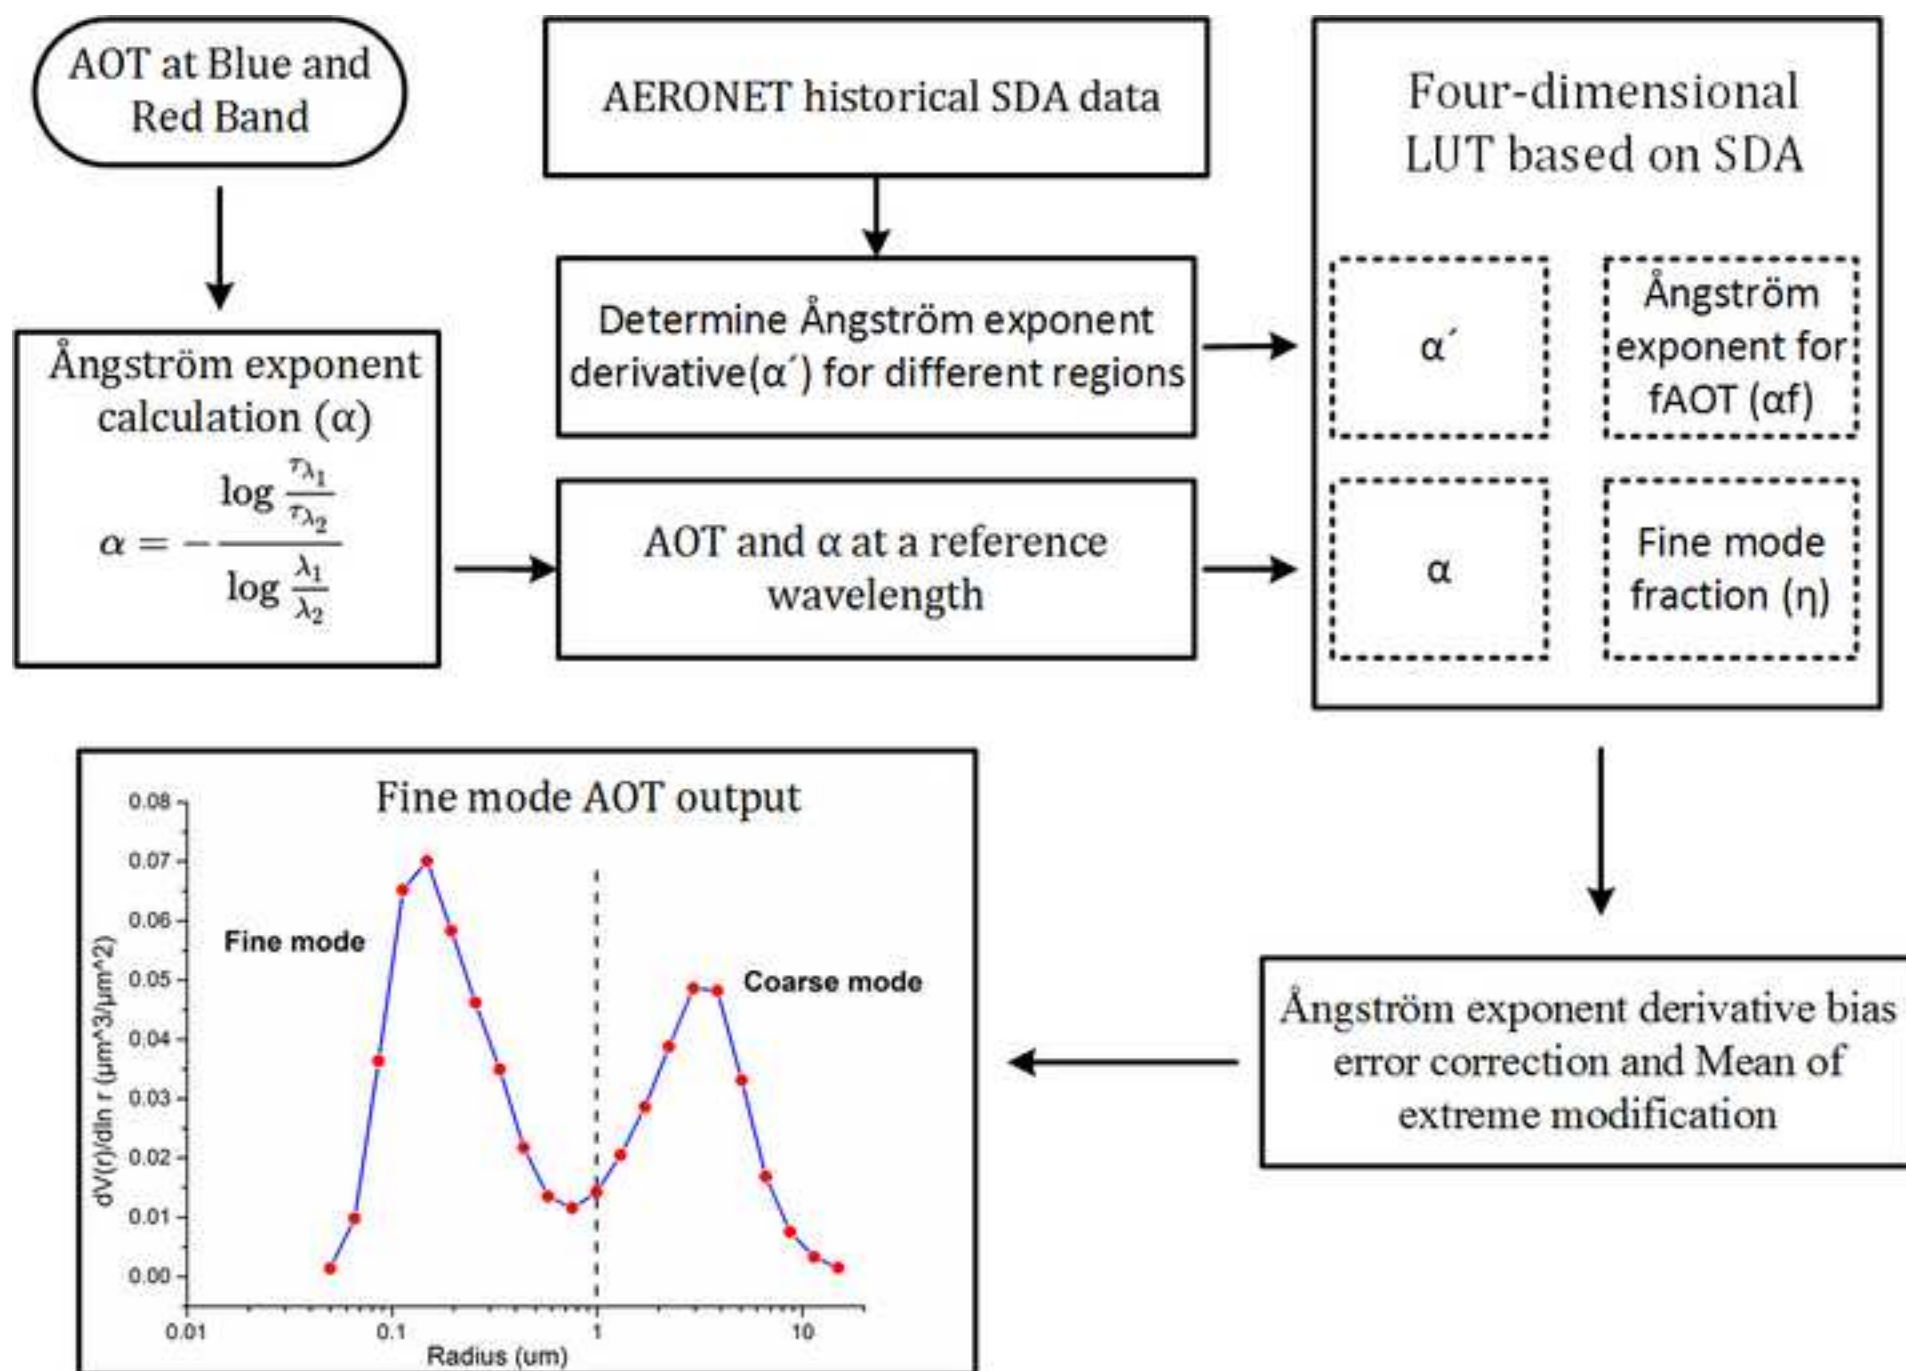 AOT at Blue and
Red Band
AERONET historical SDA data
Four-dimensional
LUT based on SDA
Ångström exponent
calculation (α)
α = − log τλ1/τλ2 / log λ1/λ2
Determine Ångström exponent
derivative(α´) for different regions
AOT and α at a reference
wavelength
α´
Ångström
exponent for
fAOT (αf)
α
Fine mode
fraction (η)
Ångström exponent derivative bias
error correction and Mean of
extreme modification
Fine mode AOT output
dV(r)/dln r (μm^3/μm^2)
0.08
0.07
0.06
0.05
0.04
0.03
0.02
0.01
0.00
Fine mode
Coarse mode
0.01
0.1
1
10
Radius (um)